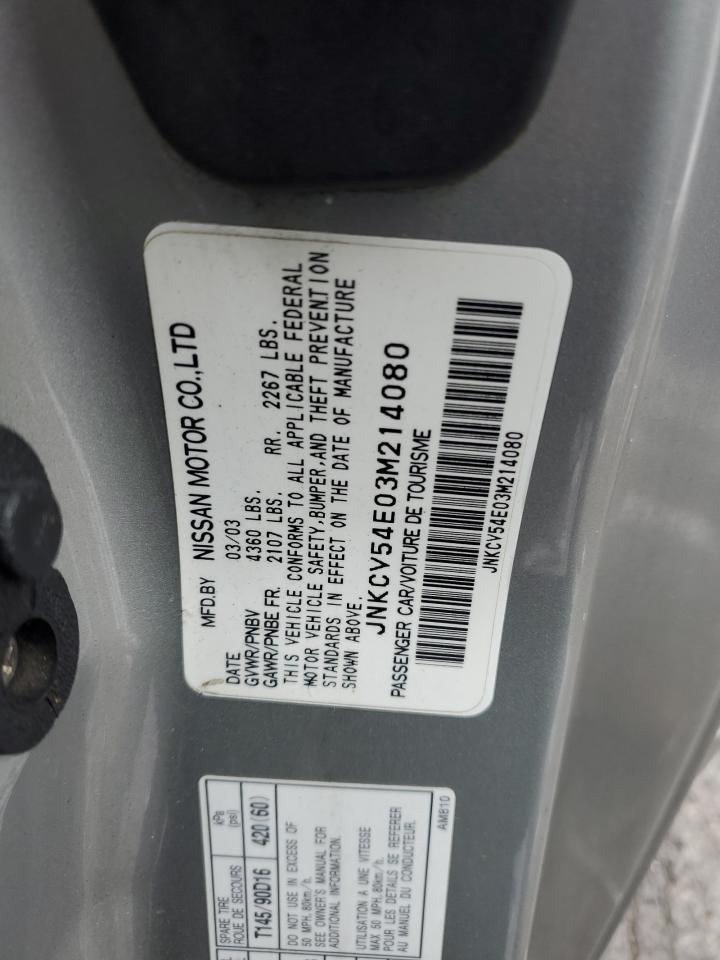 MFD.BY NISSAN MOTOR CO.,LTD
DATE 03/03
GVWR/PNBV 4360 LBS.
GAWR/PNBE FR. 2107 LBS. RR. 2267 LBS.
THIS VEHICLE CONFORMS TO ALL APPLICABLE FEDERAL
MOTOR VEHICLE SAFETY,BUMPER,AND THEFT PREVENTION
STANDARDS IN EFFECT ON THE DATE OF MANUFACTURE
SHOWN ABOVE.
JNKCV54E03M214080
PASSENGER CAR/VOITURE DE TOURISME
JNKCV54E03M214080
SPARE TIRE kPa
ROUE DE SECOURS (psi)
T145/90D16 420(60)
DO NOT USE IN EXCESS OF
50 MPH, 80km/h.
SEE OWNER'S MANUAL FOR
ADDITIONAL INFORMATION.
UTILISATION A UNE VITESSE
MAX 50 MPH, 80km/h.
POUR LES DETAILS SE REFERER
AU MANUEL DU CONDUCTEUR.
AM810